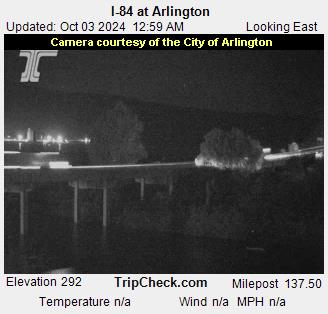 I-84 at Arlington
Updated: Oct 03 2024 12:59 AM Looking East
Camera courtesy of the City of Arlington
Elevation 292 TripCheck.com Milepost 137.50
Temperature n/a Wind n/a MPH n/a